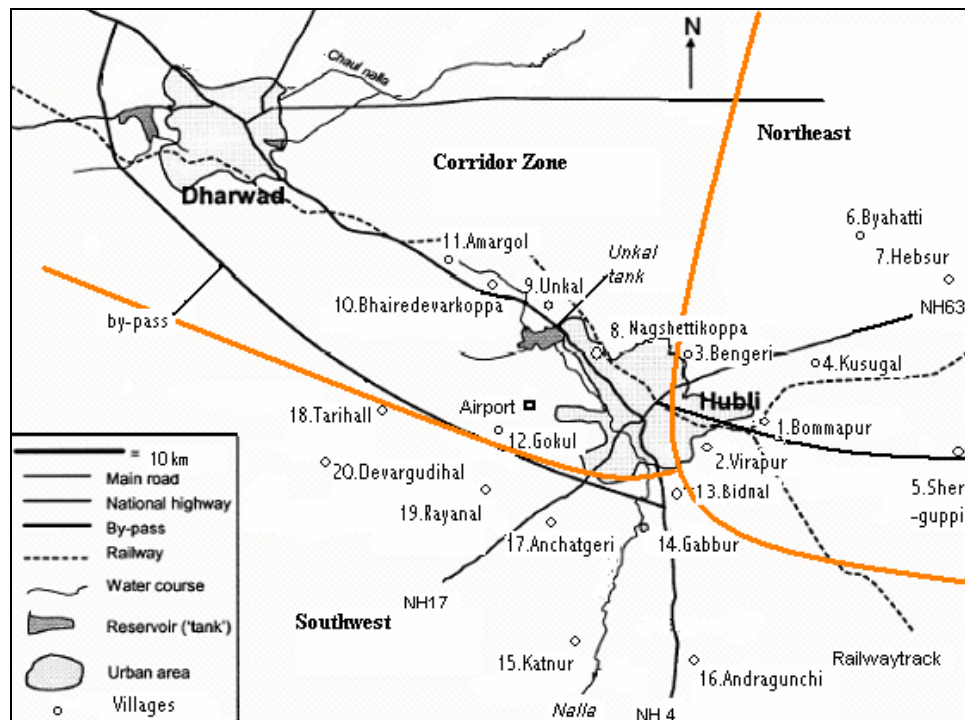 N
Chaul nalla
Northeast
Corridor Zone
Dharwad
6.Byahatti
11.Amargol
Unkal
tank
7.Hebsur
9.Unkal
10.Bhairedevarkoppa
NH63
by-pass
8.Nagshettikoppa
3.Bengeri
4.Kusugal
Hubli
Airport
18.Tarihall
1.Bommapur
12.Gokul
2.Virapur
20.Devargudihal
5.Sher
-guppi
13.Bidnal
19.Rayanal
17.Anchatgeri
14.Gabbur
NH17
Southwest
15.Katnur
Railwaytrack
16.Andragunchi
Nalla
NH 4
= 10 km
Main road
National highway
By-pass
Railway
Water course
Reservoir ('tank')
Urban area
Villages